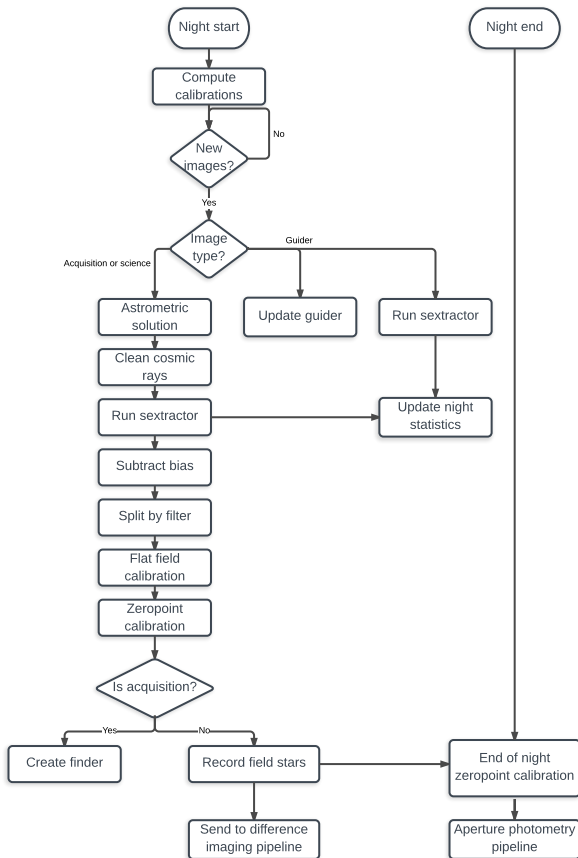 Night start
Night end
Compute
calibrations
No
New
images?
Yes
Image
type?
Guider
Acquisition or science
Astrometric
solution
Update guider
Run sextractor
Clean cosmic
rays
Run sextractor
Update night
statistics
Subtract bias
Split by filter
Flat field
calibration
Zeropoint
calibration
Is acquisition?
Yes
No
Create finder
Record field stars
End of night
zeropoint calibration
Send to difference
imaging pipeline
Aperture photometry
pipeline